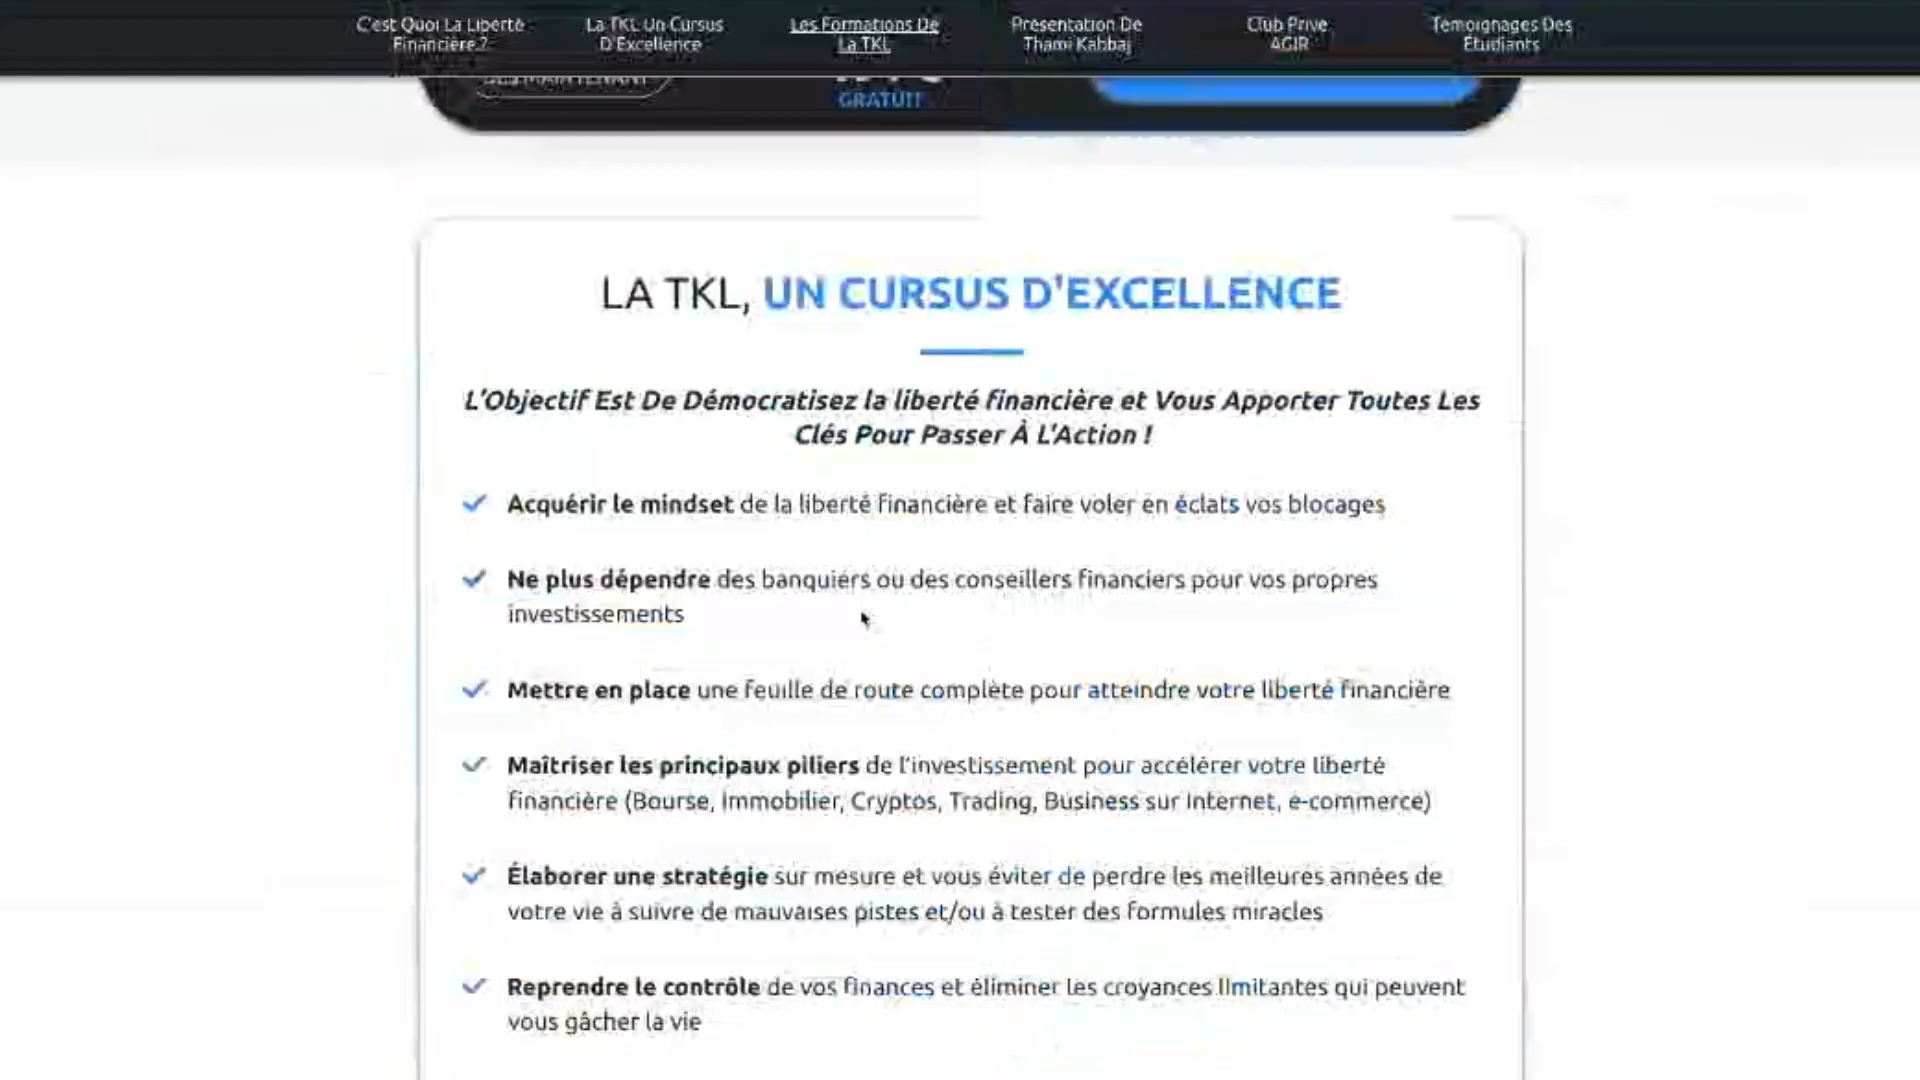 C'est Quoi La Liberté
Financière ?
La TKL Un Cursus
D'Excellence
Les Formations De
La TKL
Présentation De
Thami Kabbaj
Club Privé
AGIR
Témoignages Des
Étudiants
DÈS MAINTENANT
GRATUIT
LA TKL, UN CURSUS D'EXCELLENCE
L'Objectif Est De Démocratisez la liberté financière et Vous Apporter Toutes Les
Clés Pour Passer À L'Action !
Acquérir le mindset de la liberté financière et faire voler en éclats vos blocages
Ne plus dépendre des banquiers ou des conseillers financiers pour vos propres
investissements
Mettre en place une feuille de route complète pour atteindre votre liberté financière
Maîtriser les principaux piliers de l'investissement pour accélérer votre liberté
financière (Bourse, Immobilier, Cryptos, Trading, Business sur Internet, e-commerce)
Élaborer une stratégie sur mesure et vous éviter de perdre les meilleures années de
votre vie à suivre de mauvaises pistes et/ou à tester des formules miracles
Reprendre le contrôle de vos finances et éliminer les croyances limitantes qui peuvent
vous gâcher la vie